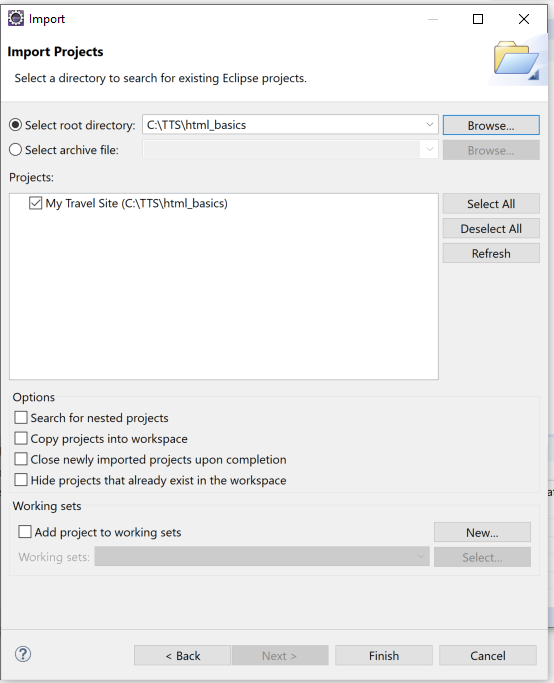 Import
Import Projects
Select a directory to search for existing Eclipse projects.
Select root directory: C:\TTS\html_basics Browse...
Select archive file: Browse...
Projects:
My Travel Site (C:\TTS\html_basics) Select All
Deselect All
Refresh
Options
Search for nested projects
Copy projects into workspace
Close newly imported projects upon completion
Hide projects that already exist in the workspace
Working sets
Add project to working sets New...
Working sets: Select...
? < Back Next > Finish Cancel